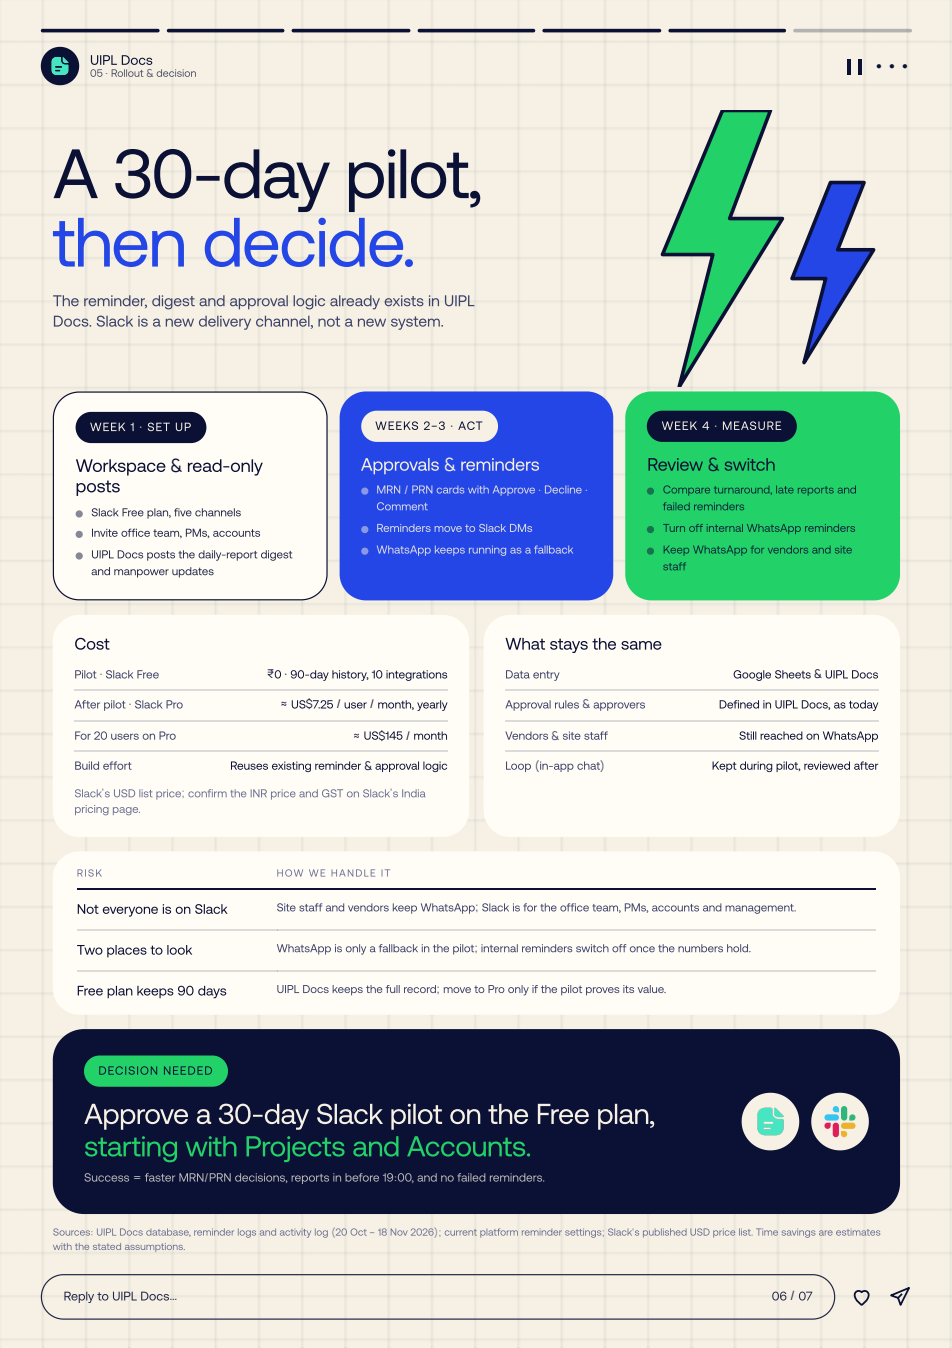 UIPL Docs
05 · Rollout & decision
A 30-day pilot,
then decide.
The reminder, digest and approval logic already exists in UIPL
Docs. Slack is a new delivery channel, not a new system.
WEEK 1 · SET UP
Workspace & read-only
posts
Slack Free plan, five channels
Invite office team, PMs, accounts
UIPL Docs posts the daily-report digest
and manpower updates
WEEKS 2–3 · ACT
Approvals & reminders
MRN / PRN cards with Approve · Decline ·
Comment
Reminders move to Slack DMs
WhatsApp keeps running as a fallback
WEEK 4 · MEASURE
Review & switch
Compare turnaround, late reports and
failed reminders
Turn off internal WhatsApp reminders
Keep WhatsApp for vendors and site
staff
Cost
Pilot · Slack Free ₹0 · 90-day history, 10 integrations
After pilot · Slack Pro ≈ US$7.25 / user / month, yearly
For 20 users on Pro ≈ US$145 / month
Build effort Reuses existing reminder & approval logic
Slack's USD list price; confirm the INR price and GST on Slack's India
pricing page.
What stays the same
Data entry Google Sheets & UIPL Docs
Approval rules & approvers Defined in UIPL Docs, as today
Vendors & site staff Still reached on WhatsApp
Loop (in-app chat) Kept during pilot, reviewed after
RISK HOW WE HANDLE IT
Not everyone is on Slack Site staff and vendors keep WhatsApp; Slack is for the office team, PMs, accounts and management.
Two places to look WhatsApp is only a fallback in the pilot; internal reminders switch off once the numbers hold.
Free plan keeps 90 days UIPL Docs keeps the full record; move to Pro only if the pilot proves its value.
DECISION NEEDED
Approve a 30-day Slack pilot on the Free plan,
starting with Projects and Accounts.
Success = faster MRN/PRN decisions, reports in before 19:00, and no failed reminders.
Sources: UIPL Docs database, reminder logs and activity log (20 Oct – 18 Nov 2026); current platform reminder settings; Slack's published USD price list. Time savings are estimates
with the stated assumptions.
Reply to UIPL Docs... 06 / 07